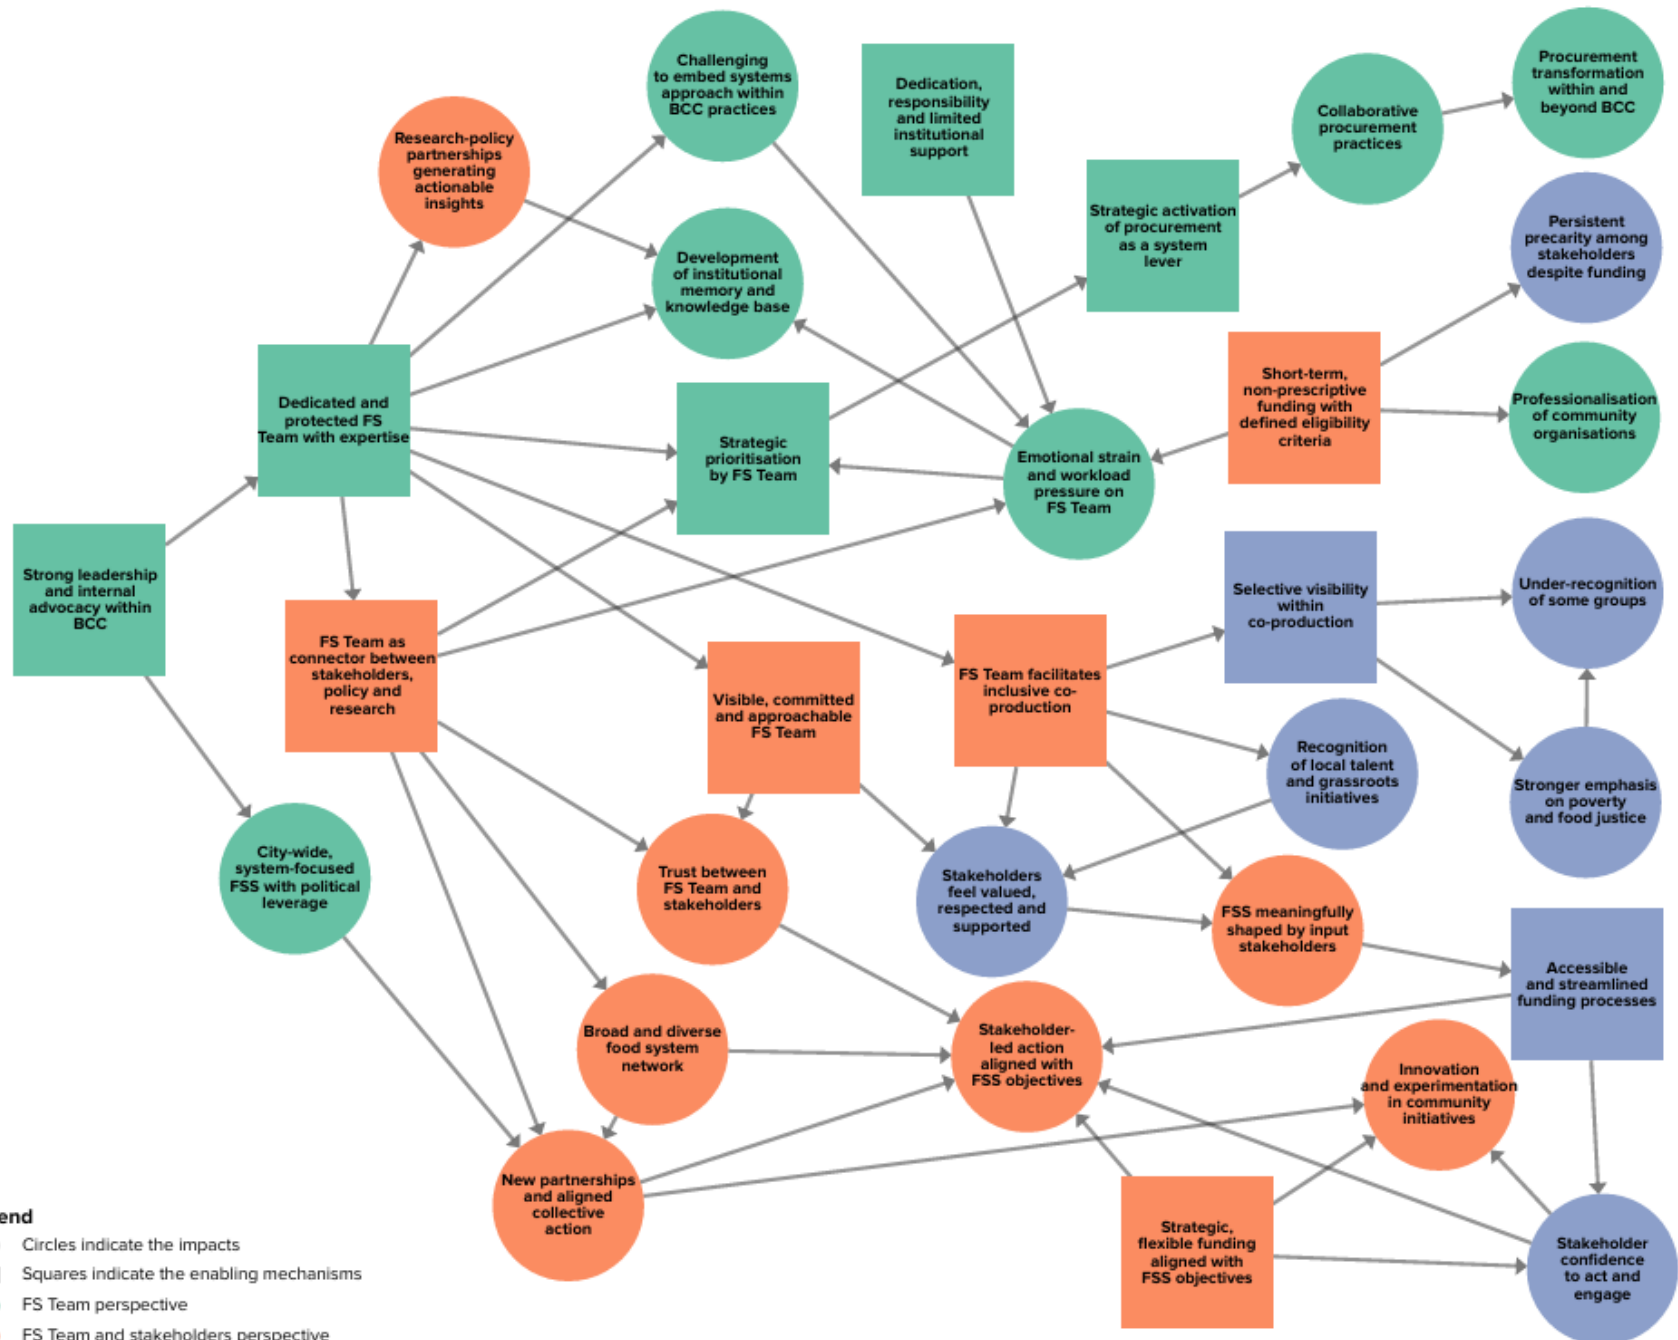 Challenging
to embed systems
approach within
BCC practices
Dedication,
responsibility
and limited
institutional
support
Procurement
transformation
within and
beyond BCC
Collaborative
procurement
practices
Research-policy
partnerships
generating
actionable
insights
Strategic activation
of procurement
as a system
lever
Persistent
precarity among
stakeholders
despite funding
Development
of institutional
memory and
knowledge base
Dedicated and
protected FS
Team with expertise
Strategic
prioritisation
by FS Team
Short-term,
non-prescriptive
funding with
defined eligibility
criteria
Professionalisation
of community
organisations
Emotional strain
and workload
pressure on
FS Team
Strong leadership
and internal
advocacy within
BCC
Selective visibility
within
co-production
Under-recognition
of some groups
FS Team as
connector between
stakeholders,
policy and
research
Visible, committed
and approachable
FS Team
FS Team facilitates
inclusive co-
production
Recognition
of local talent
and grassroots
initiatives
Stronger emphasis
on poverty
and food justice
City-wide,
system-focused
FSS with political
leverage
Trust between
FS Team and
stakeholders
Stakeholders
feel valued,
respected and
supported
FSS meaningfully
shaped by input
stakeholders
Accessible
and streamlined
funding processes
Broad and diverse
food system
network
Stakeholder-
led action
aligned with
FSS objectives
Innovation
and experimentation
in community
initiatives
New partnerships
and aligned
collective
action
Strategic,
flexible funding
aligned with
FSS objectives
Stakeholder
confidence
to act and
engage
end
Circles indicate the impacts
Squares indicate the enabling mechanisms
FS Team perspective
FS Team and stakeholders perspective